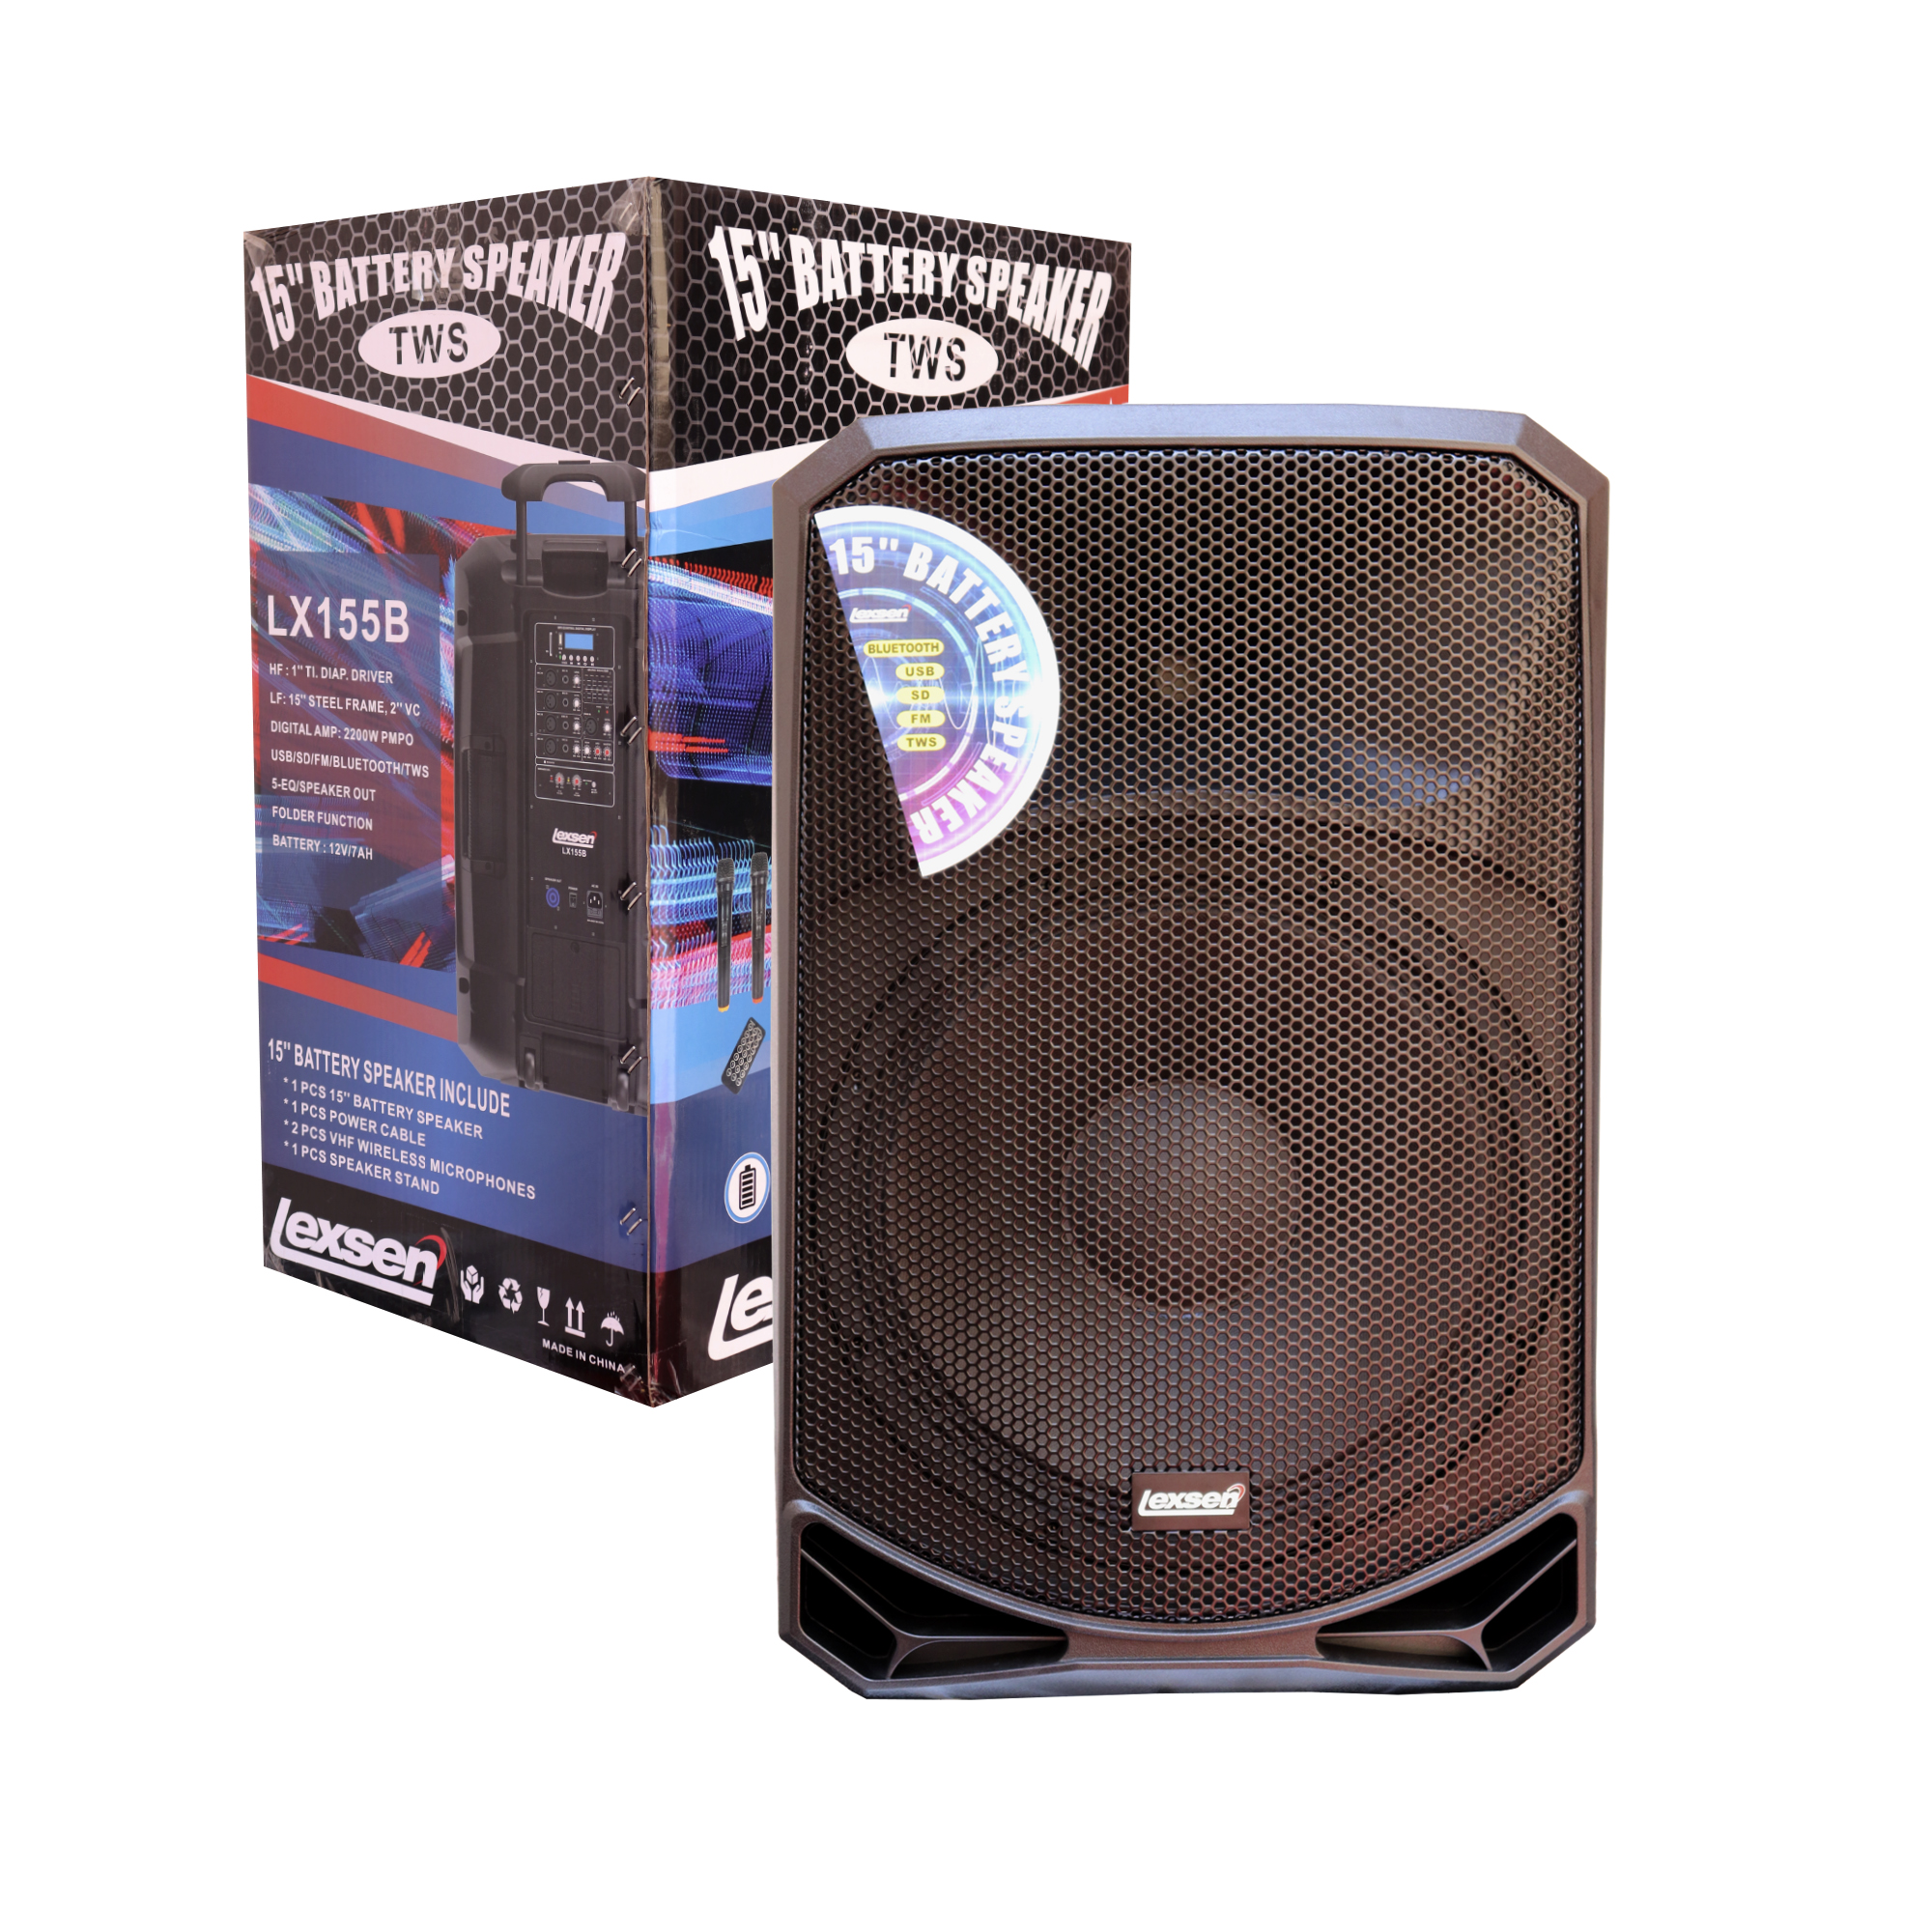 15" BATTERY SPEAKER
TWS
LX155B
HF : 1" TI. DIAP. DRIVER
LF: 15" STEEL FRAME, 2" VC
DIGITAL AMP: 2200W PMPO
USB/SD/FM/BLUETOOTH/TWS
5-EQ/SPEAKER OUT
FOLDER FUNCTION
BATTERY : 12V/7AH
lexsen
LX155B
15" BATTERY SPEAKER INCLUDE
* 1 PCS 15" BATTERY SPEAKER
* 1 PCS POWER CABLE
* 2 PCS VHF WIRELESS MICROPHONES
* 1 PCS SPEAKER STAND
lexsen
MADE IN CHINA
15" BATTERY SPEAKER
TWS
le
15" BATTERY SPEAKER
lexsen
BLUETOOTH
USB
SD
FM
TWS
lexsen